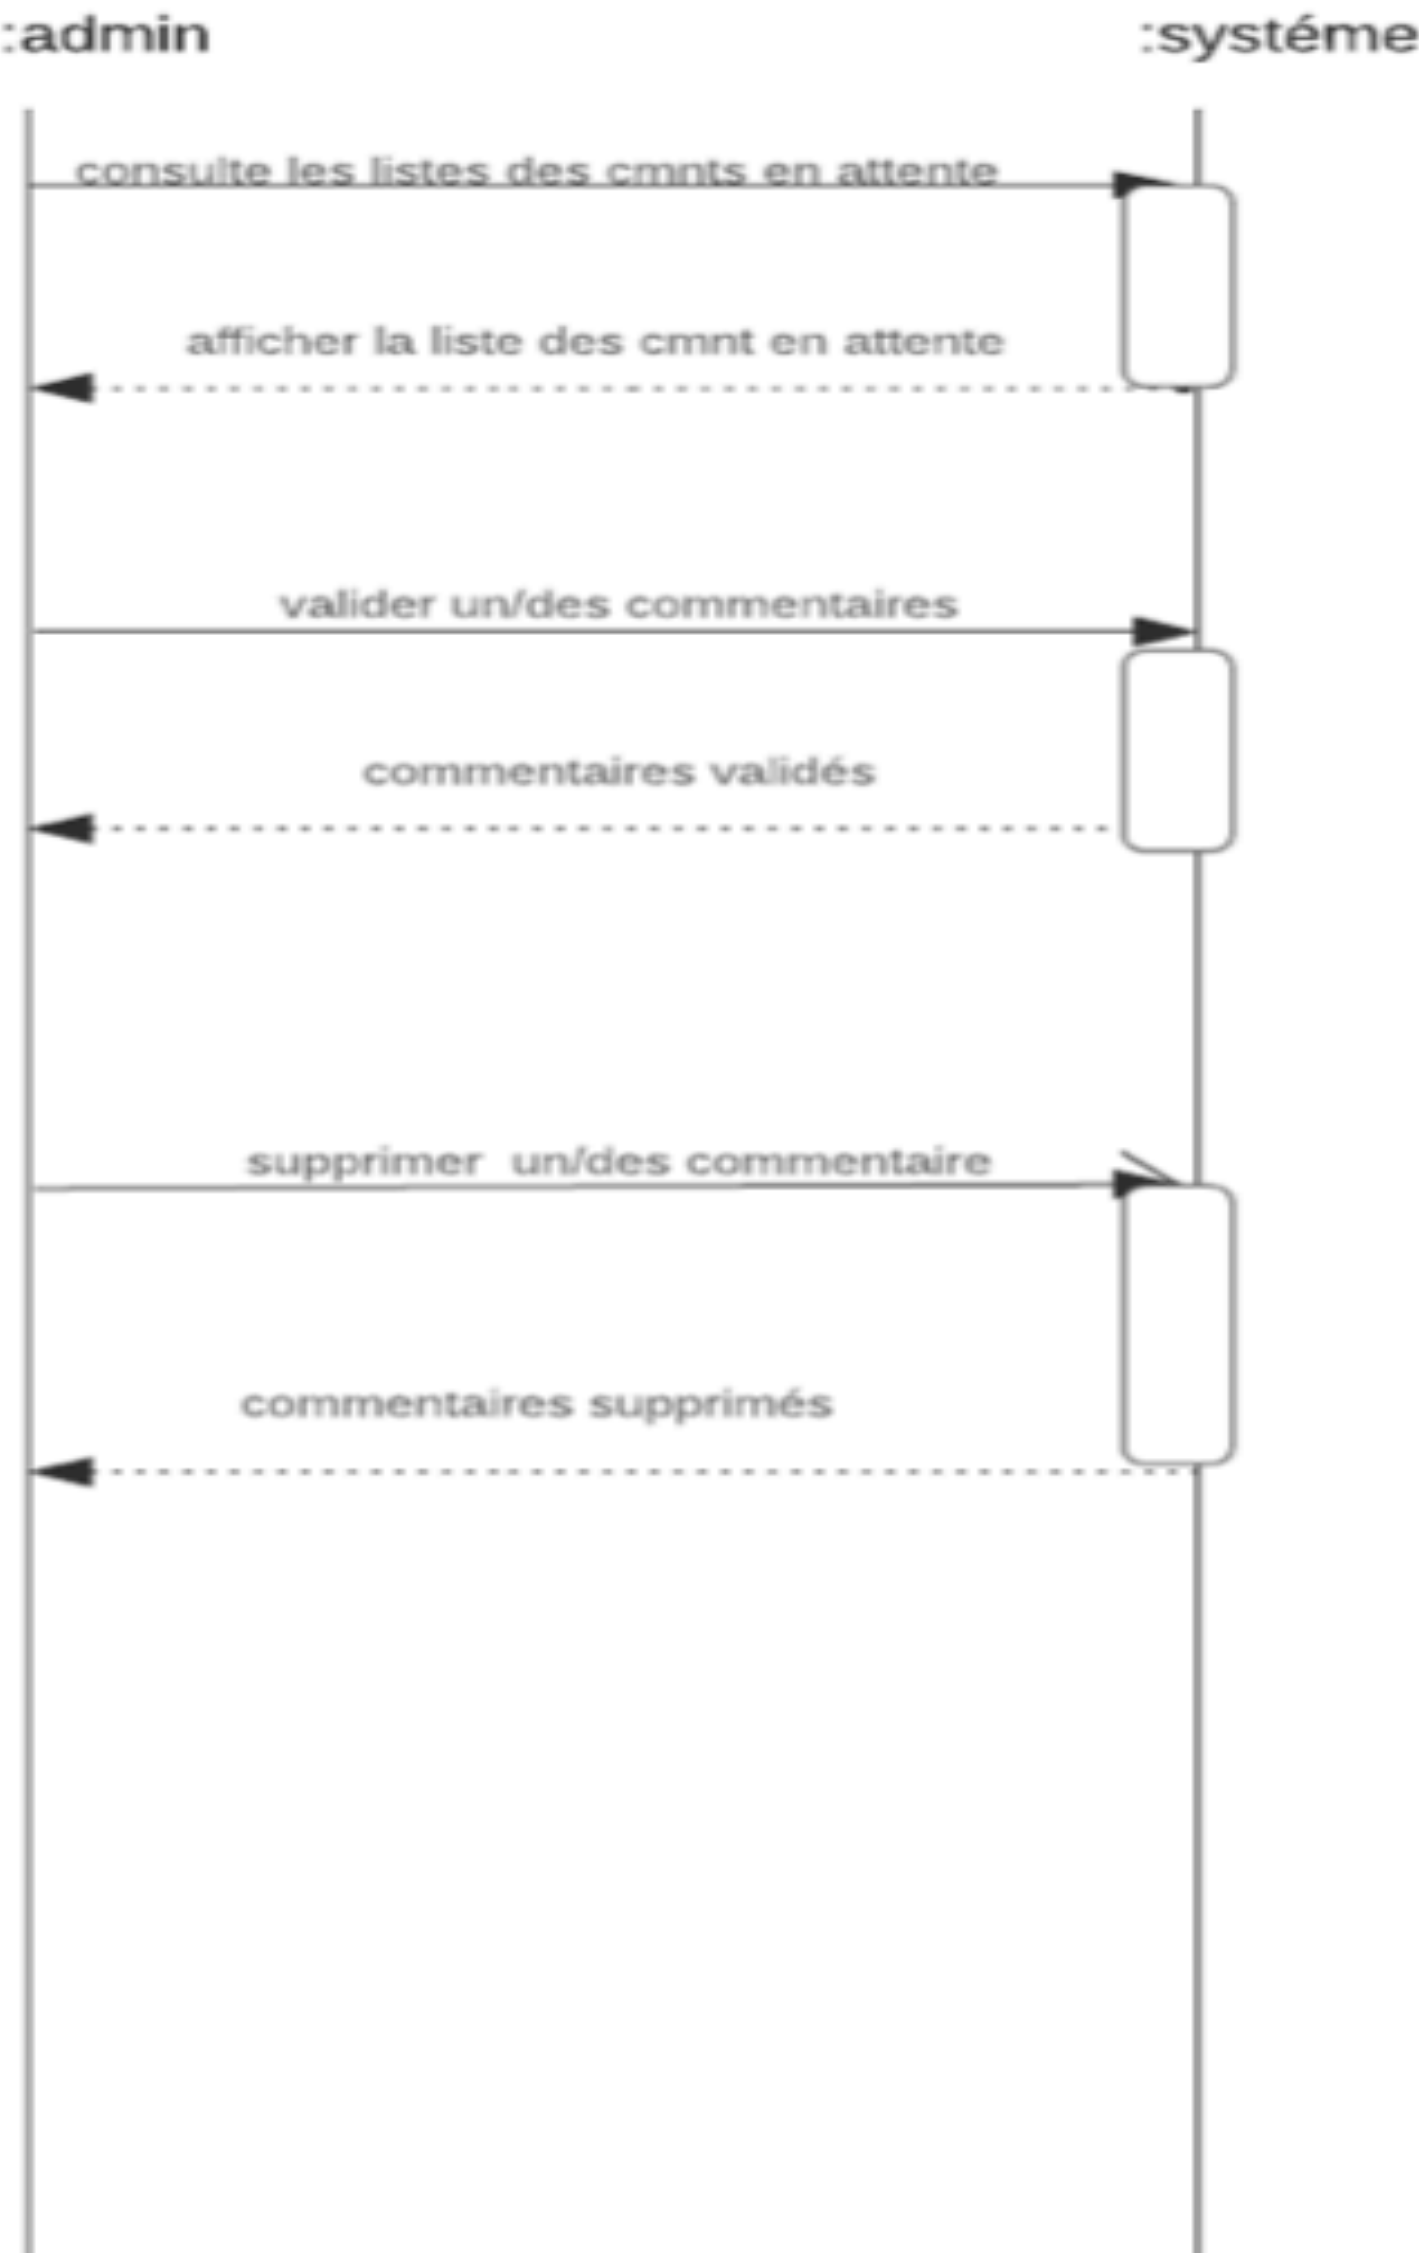 :admin
:systéme
consulte les listes des cmnts en attente
afficher la liste des cmnt en attente
valider un/des commentaires
commentaires validés
supprimer  un/des commentaire
commentaires supprimés